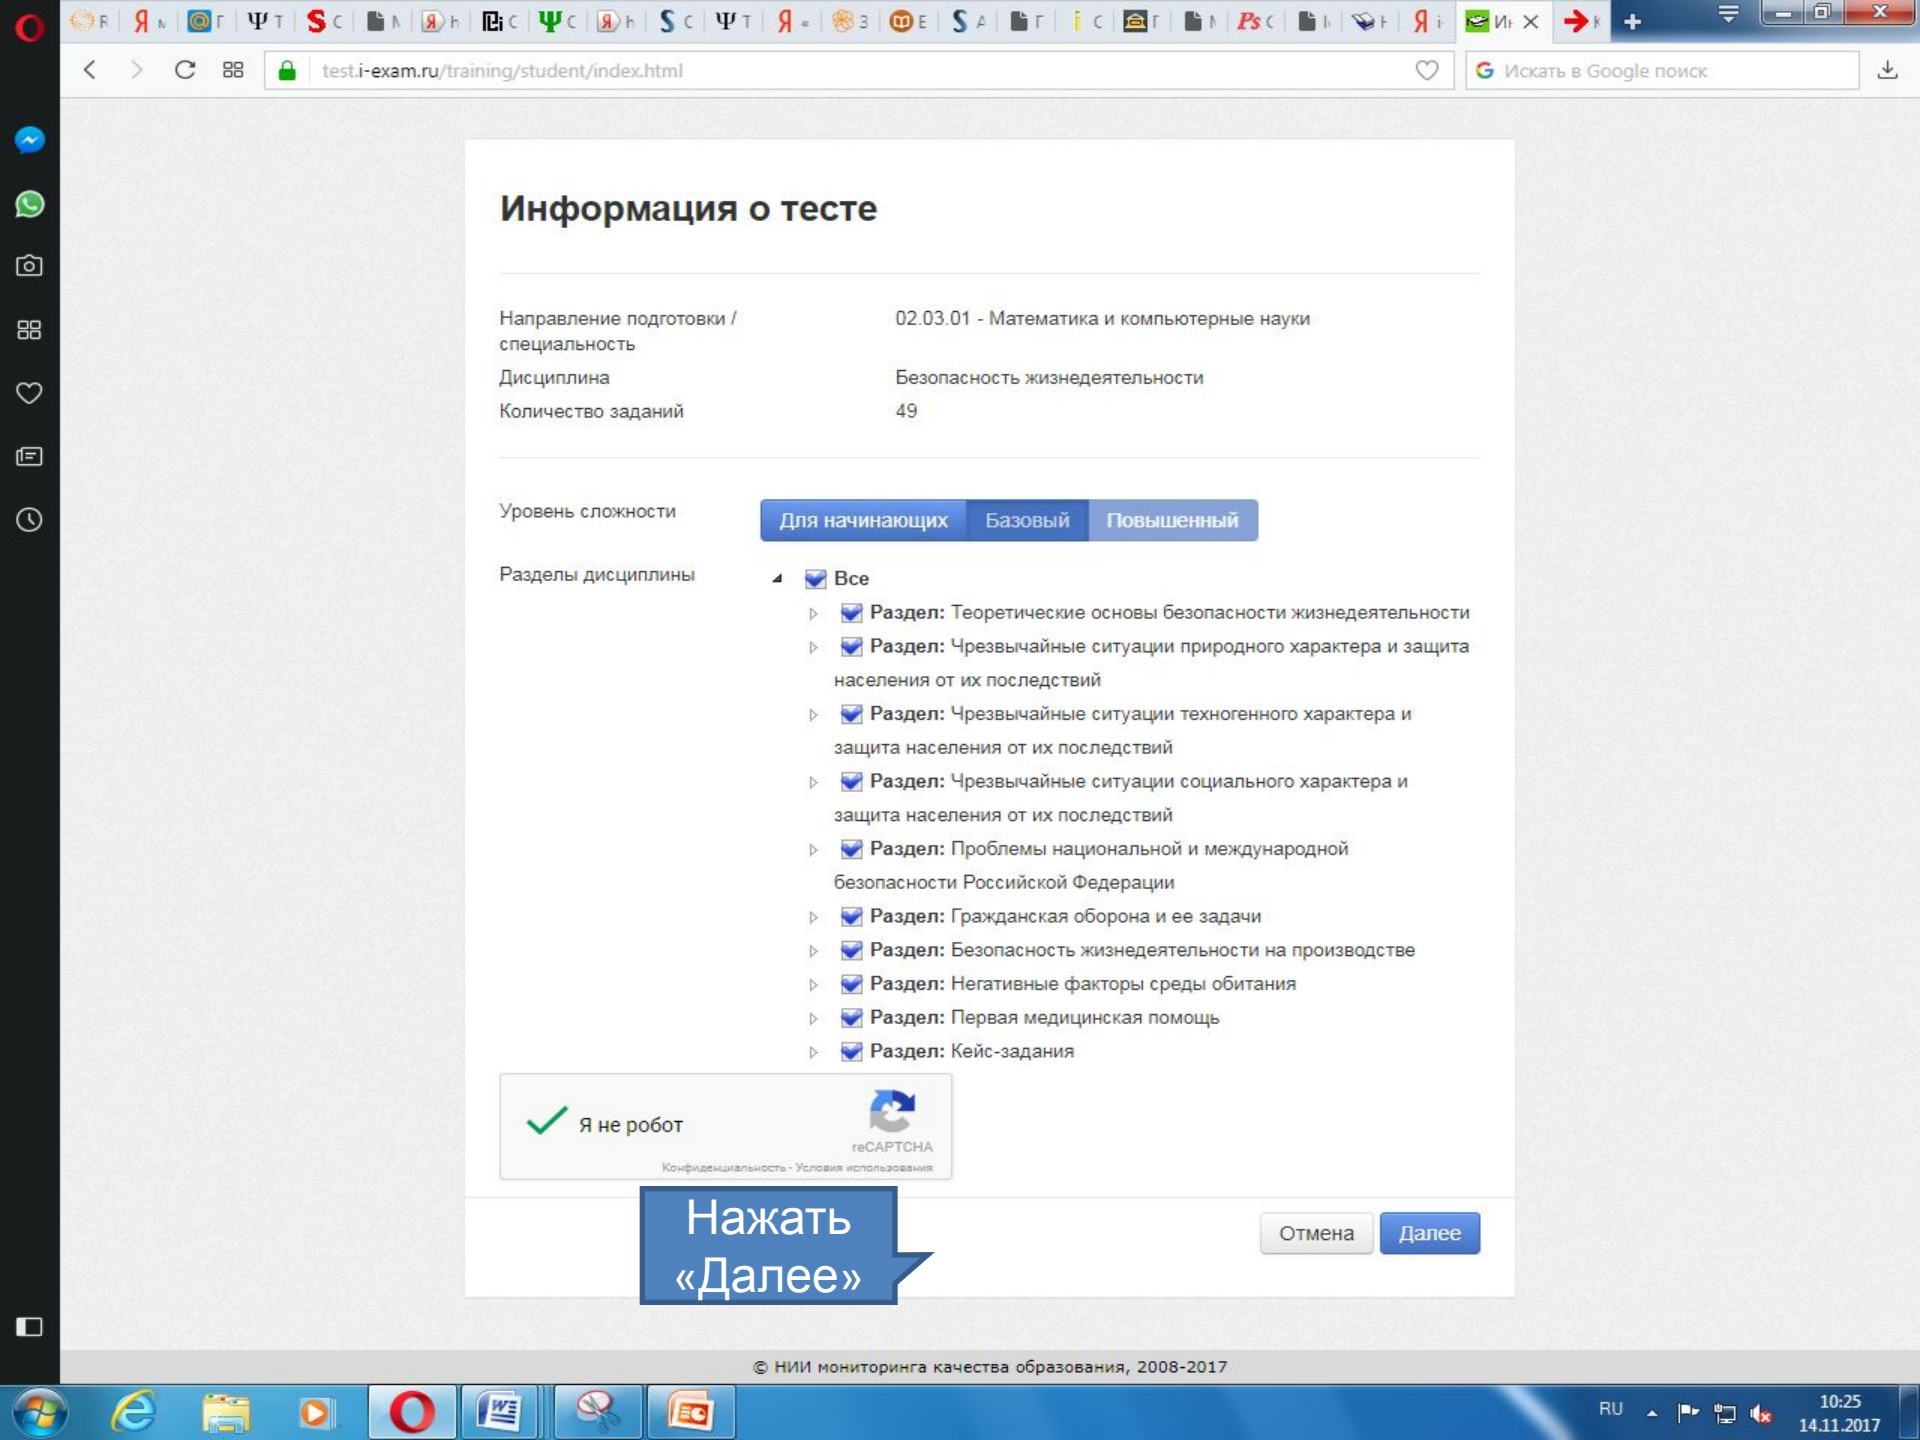 test.i-exam.ru/training/student/index.html
Искать в Google поиск
Информация о тесте
Направление подготовки / 02.03.01 - Математика и компьютерные науки
специальность
Дисциплина Безопасность жизнедеятельности
Количество заданий 49
Уровень сложности Для начинающих Базовый Повышенный
Разделы дисциплины Все
Раздел: Теоретические основы безопасности жизнедеятельности
Раздел: Чрезвычайные ситуации природного характера и защита
населения от их последствий
Раздел: Чрезвычайные ситуации техногенного характера и
защита населения от их последствий
Раздел: Чрезвычайные ситуации социального характера и
защита населения от их последствий
Раздел: Проблемы национальной и международной
безопасности Российской Федерации
Раздел: Гражданская оборона и ее задачи
Раздел: Безопасность жизнедеятельности на производстве
Раздел: Негативные факторы среды обитания
Раздел: Первая медицинская помощь
Раздел: Кейс-задания
Я не робот
reCAPTCHA
Конфиденциальность - Условия использования
Нажать
«Далее»
Отмена Далее
© НИИ мониторинга качества образования, 2008-2017
RU
10:25
14.11.2017